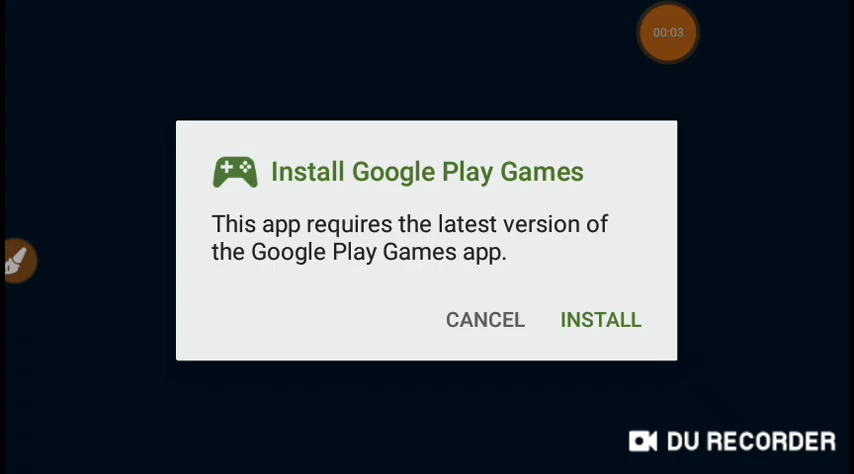 00:03
Install Google Play Games
This app requires the latest version of
the Google Play Games app.
CANCEL INSTALL
DU RECORDER